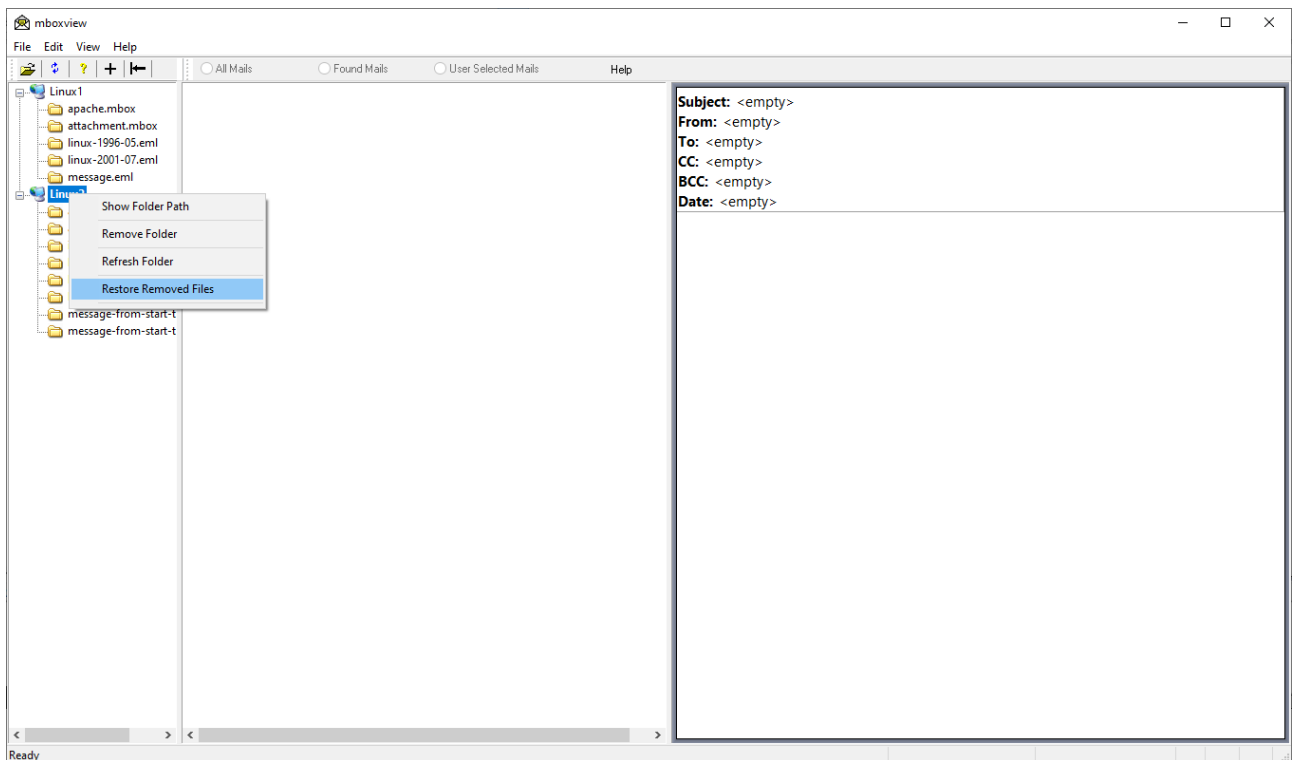 mboxview
File Edit View Help
All Mails Found Mails User Selected Mails Help
Linux1
apache.mbox
attachment.mbox
linux-1996-05.eml
linux-2001-07.eml
message.eml
Show Folder Path
Remove Folder
Refresh Folder
Restore Removed Files
message-from-start-t
message-from-start-t
Subject: <empty>
From: <empty>
To: <empty>
CC: <empty>
BCC: <empty>
Date: <empty>
Ready